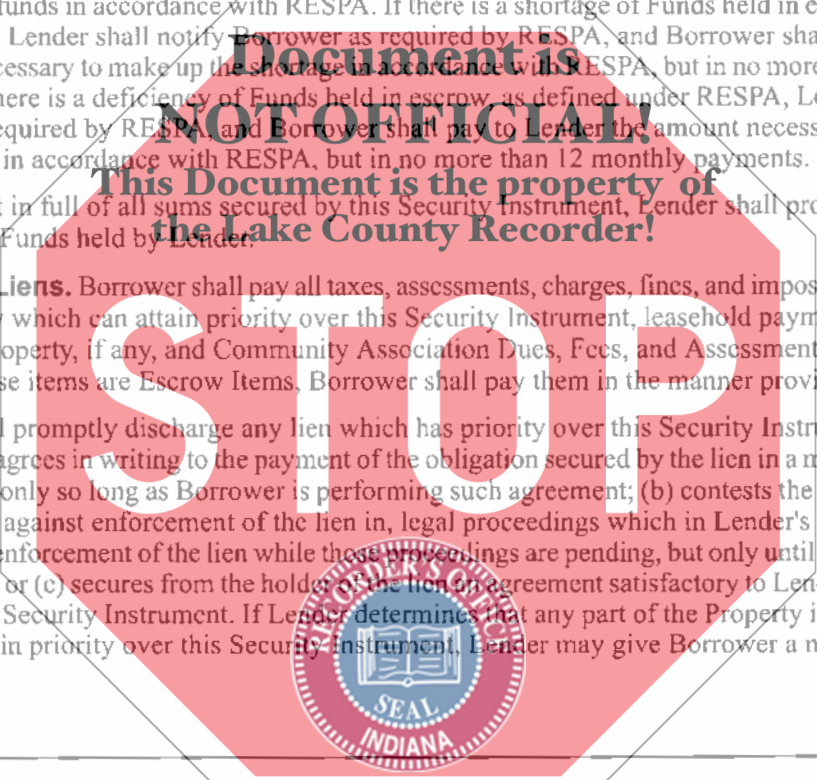 funds in accordance with RESPA. If there is a shortage of Funds held in e
Lender shall notify Borrower as required by RESPA, and Borrower sha
cessary to make up the shortage in accordance with RESPA, but in no more
here is a deficiency of Funds held in escrow, as defined under RESPA, Le
equired by RESPA, and Borrower shall pay to Lender the amount necess
in accordance with RESPA, but in no more than 12 monthly payments.
t in full of all sums secured by this Security Instrument, Lender shall pro
Funds held by Lender.
Liens. Borrower shall pay all taxes, assessments, charges, fines, and impos
y which can attain priority over this Security Instrument, leasehold paym
operty, if any, and Community Association Dues, Fees, and Assessment
se items are Escrow Items, Borrower shall pay them in the manner provi
l promptly discharge any lien which has priority over this Security Instru
agrees in writing to the payment of the obligation secured by the lien in a m
only so long as Borrower is performing such agreement; (b) contests the
against enforcement of the lien in, legal proceedings which in Lender's
enforcement of the lien while those proceedings are pending, but only until
or (c) secures from the holder of the lien an agreement satisfactory to Len
Security Instrument. If Lender determines that any part of the Property i
in priority over this Security Instrument, Lender may give Borrower a n
Document is
NOT OFFICIAL!
This Document is the property of
the Lake County Recorder!
STOP
RECORDER'S OFFICE
SEAL
INDIANA